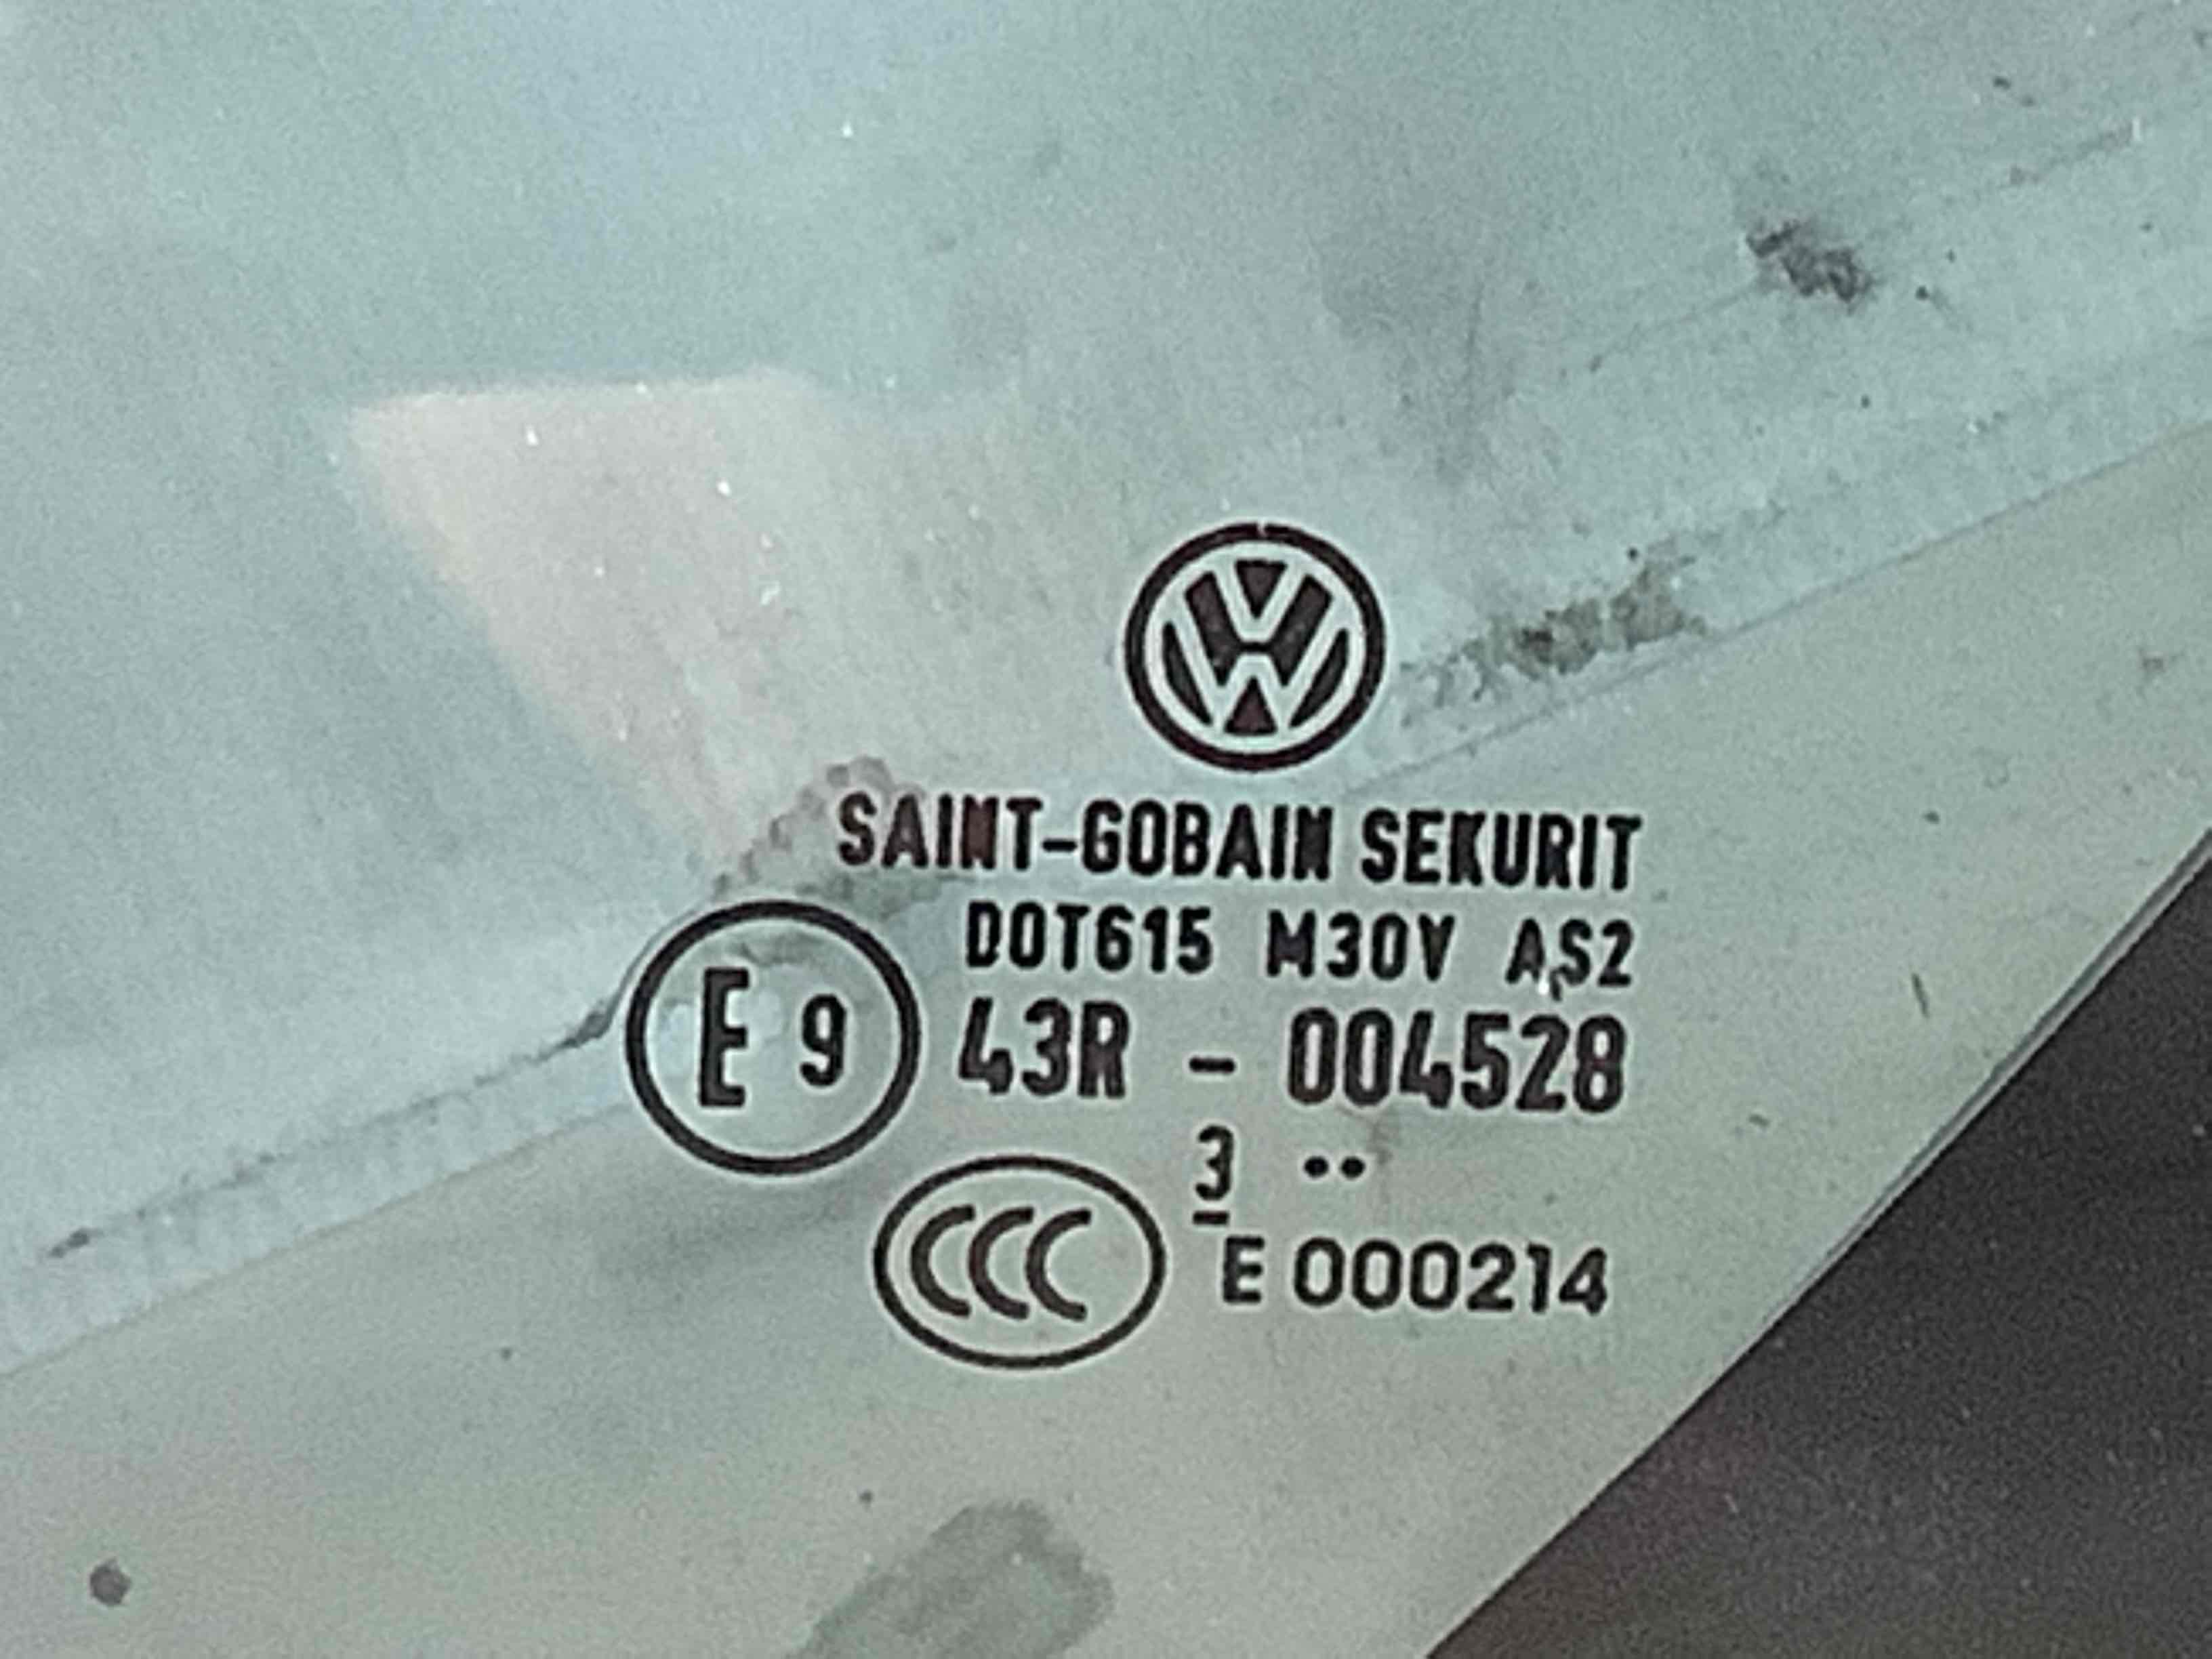 SAINT-GOBAIN SEKURIT
DOT615 M30V AS2
E 9 43R - 004528
3 ..
CCC E 000214